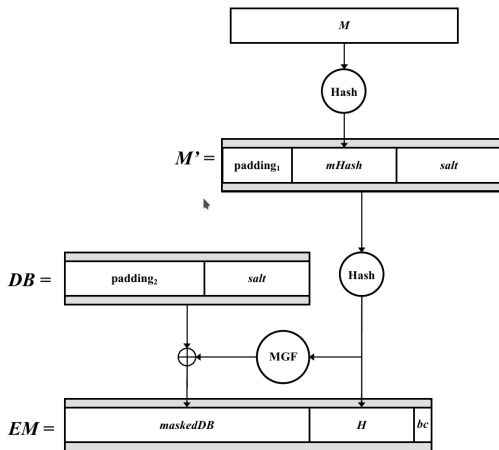 M
Hash
M’ = padding₁ mHash salt
DB = padding₂ salt
Hash
MGF
EM = maskedDB H bc